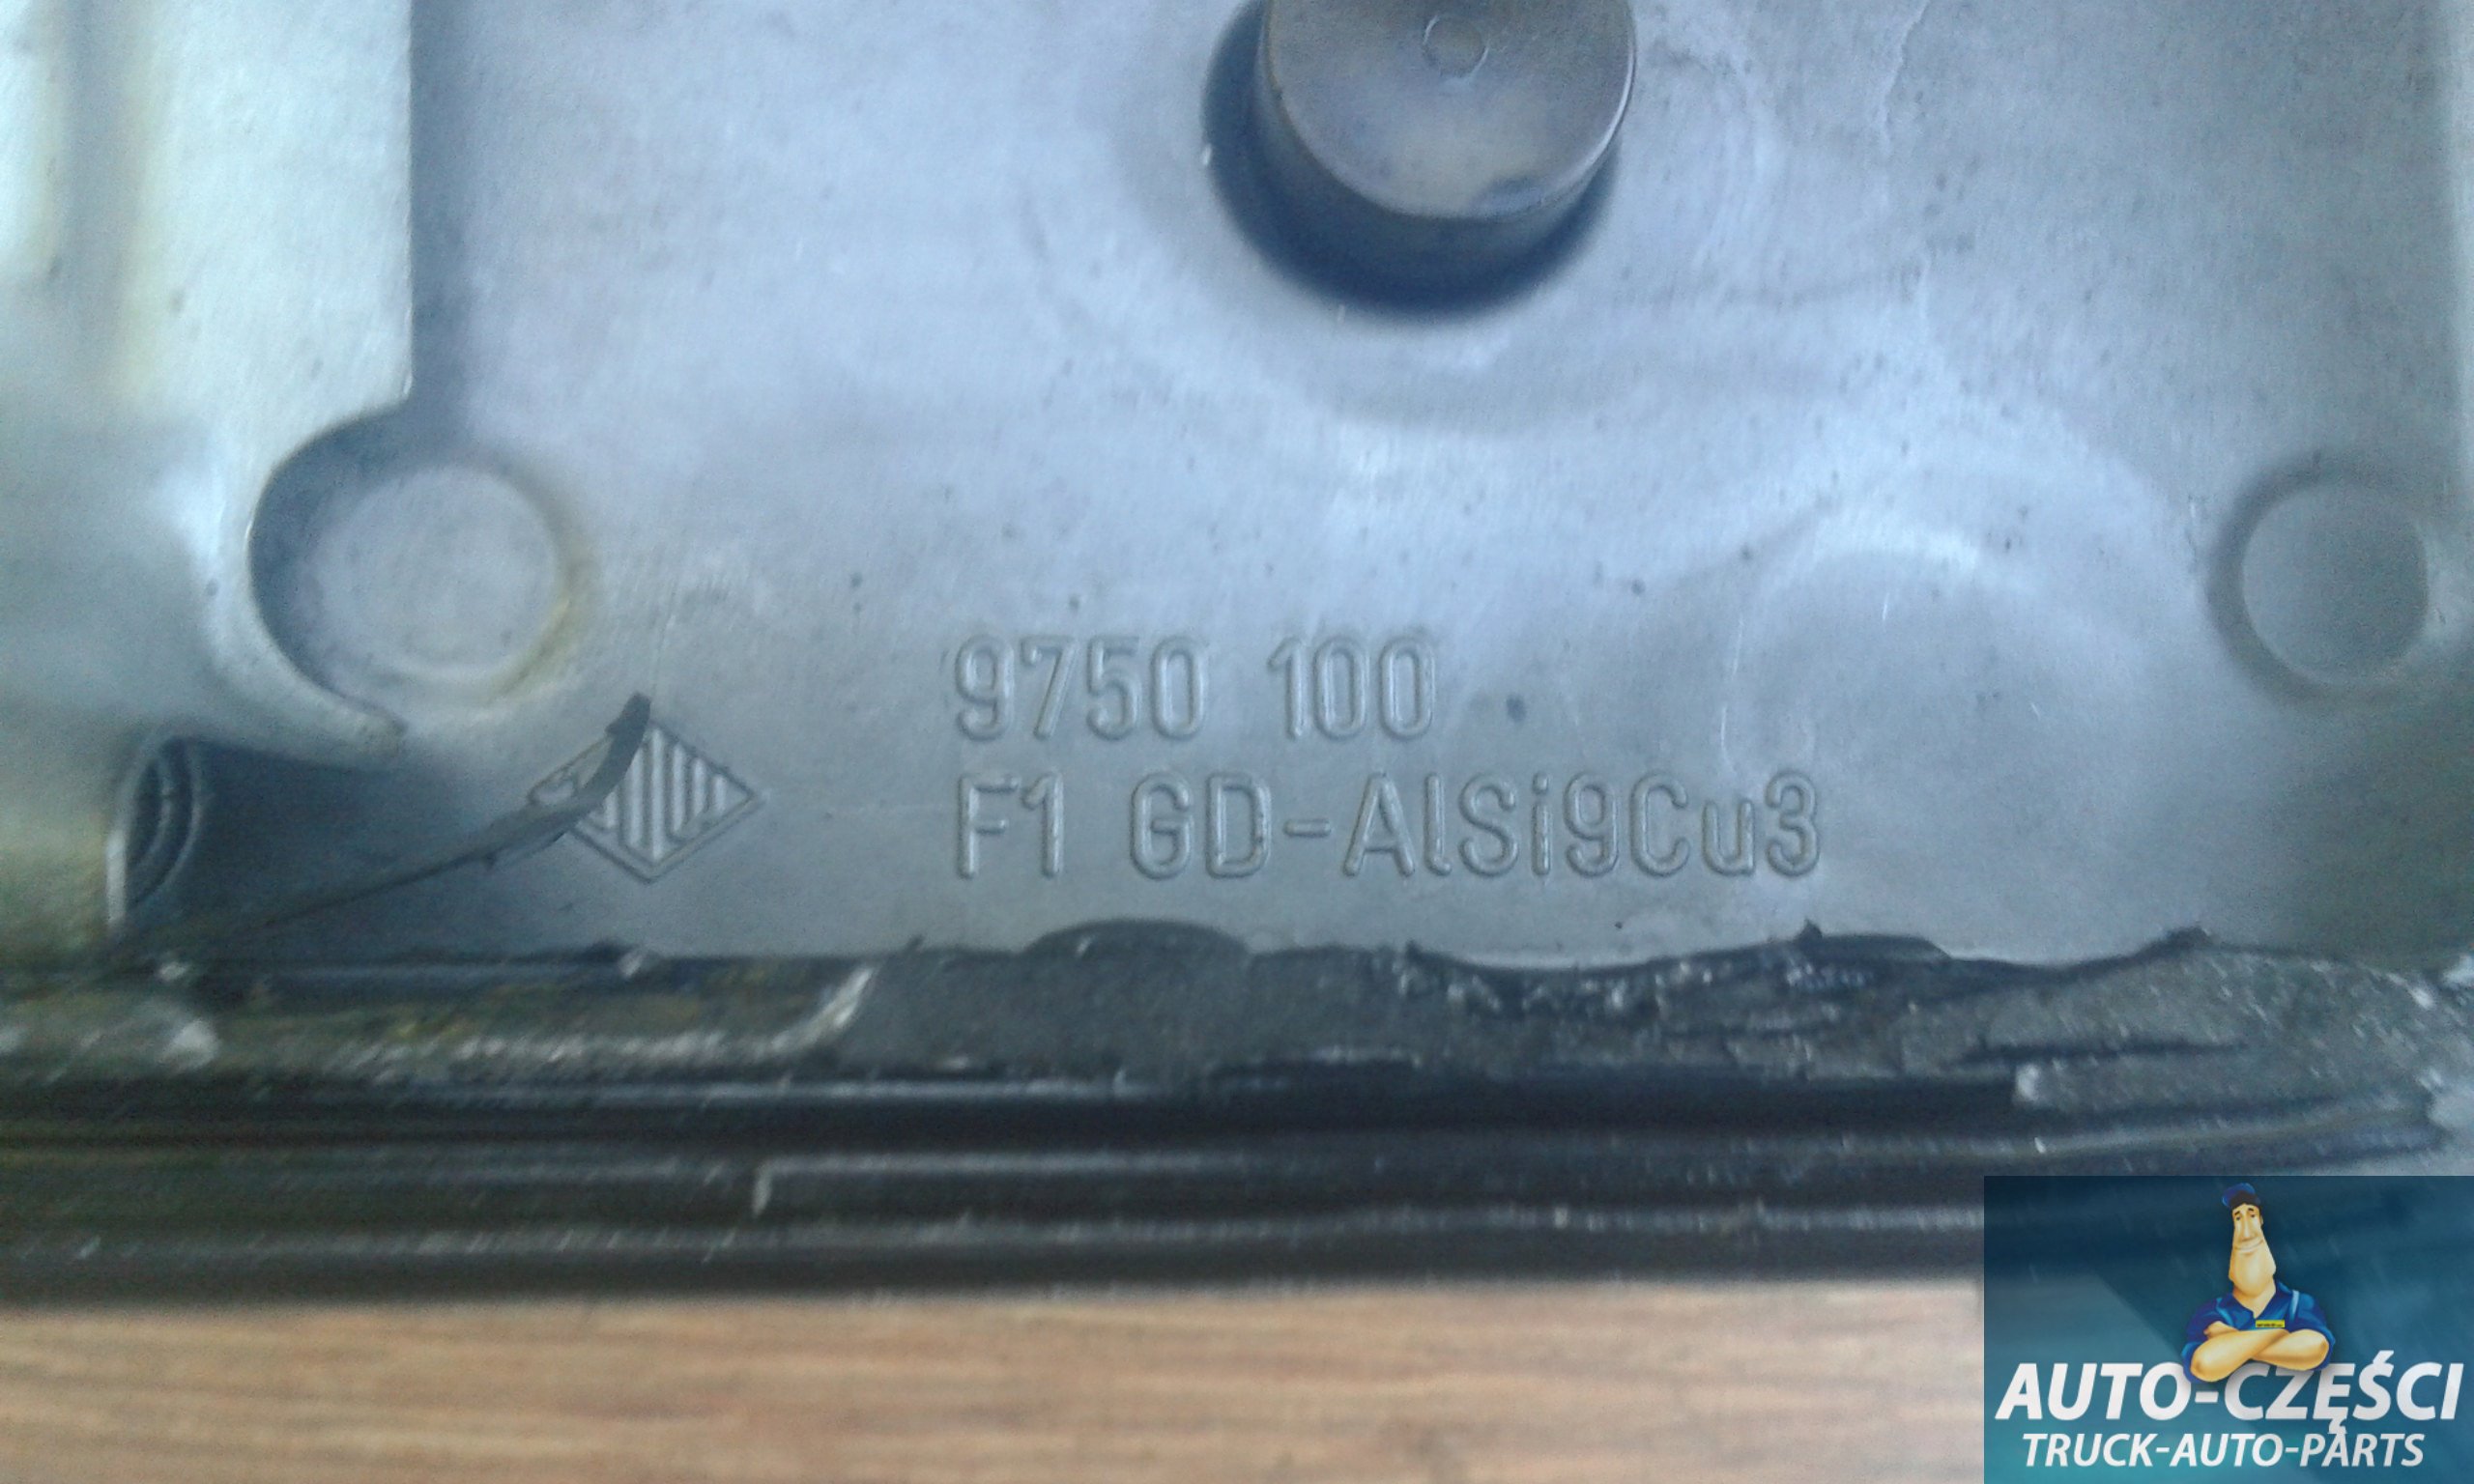 9750 100
F1 GD-AlSi9Cu3
AUTO-CZĘŚCI
TRUCK-AUTO-PARTS